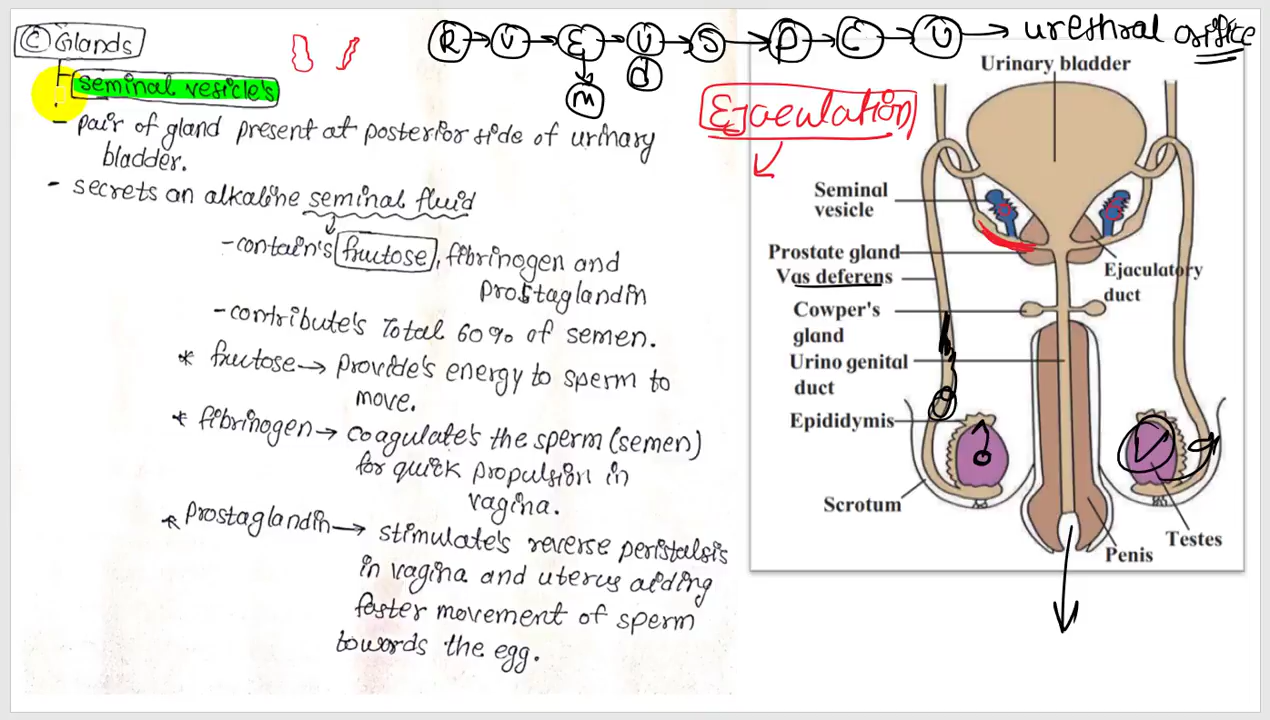 © Glands
R → V → E → V → S → P → C → U → urethral orifice
m
d
seminal vesicle's
- pair of gland present at posterior side of urinary
bladder.
- secrets an alkaline seminal fluid
- contain's fructose, fibrinogen and
prostaglandin
- contribute's Total 60% of semen.
* fructose → provide's energy to sperm to
move.
* fibrinogen → coagulate's the sperm (semen)
for quick propulsion in
vagina.
* prostaglandin → stimulate's reverse peristalsis
in vagina and uterus aiding
faster movement of sperm
towards the egg.
Ejaculation
Urinary bladder
Seminal
vesicle
Prostate gland
Vas deferens
Ejaculatory
duct
Cowper's
gland
Urino genital
duct
Epididymis
Scrotum
Penis
Testes